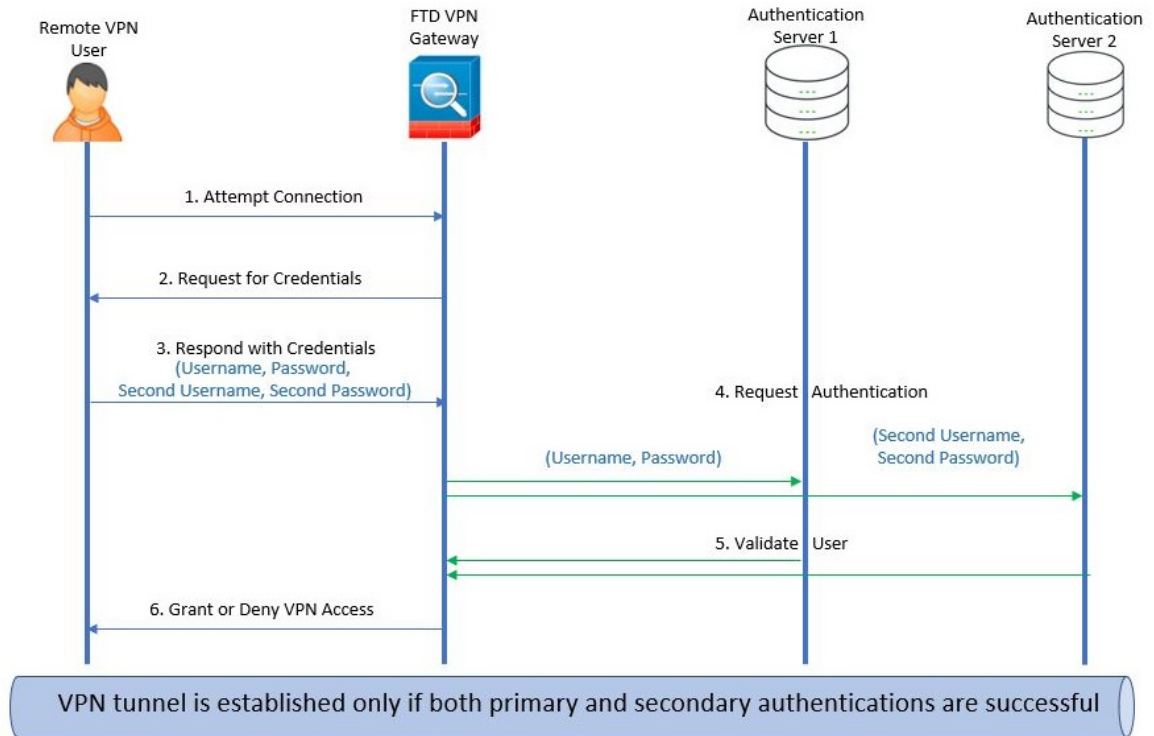 Remote VPN
User
FTD VPN
Gateway
Authentication
Server 1
Authentication
Server 2
1. Attempt Connection
2. Request for Credentials
3. Respond with Credentials
(Username, Password,
Second Username, Second Password)
4. Request Authentication
(Username, Password)
(Second Username,
Second Password)
5. Validate User
6. Grant or Deny VPN Access
VPN tunnel is established only if both primary and secondary authentications are successful